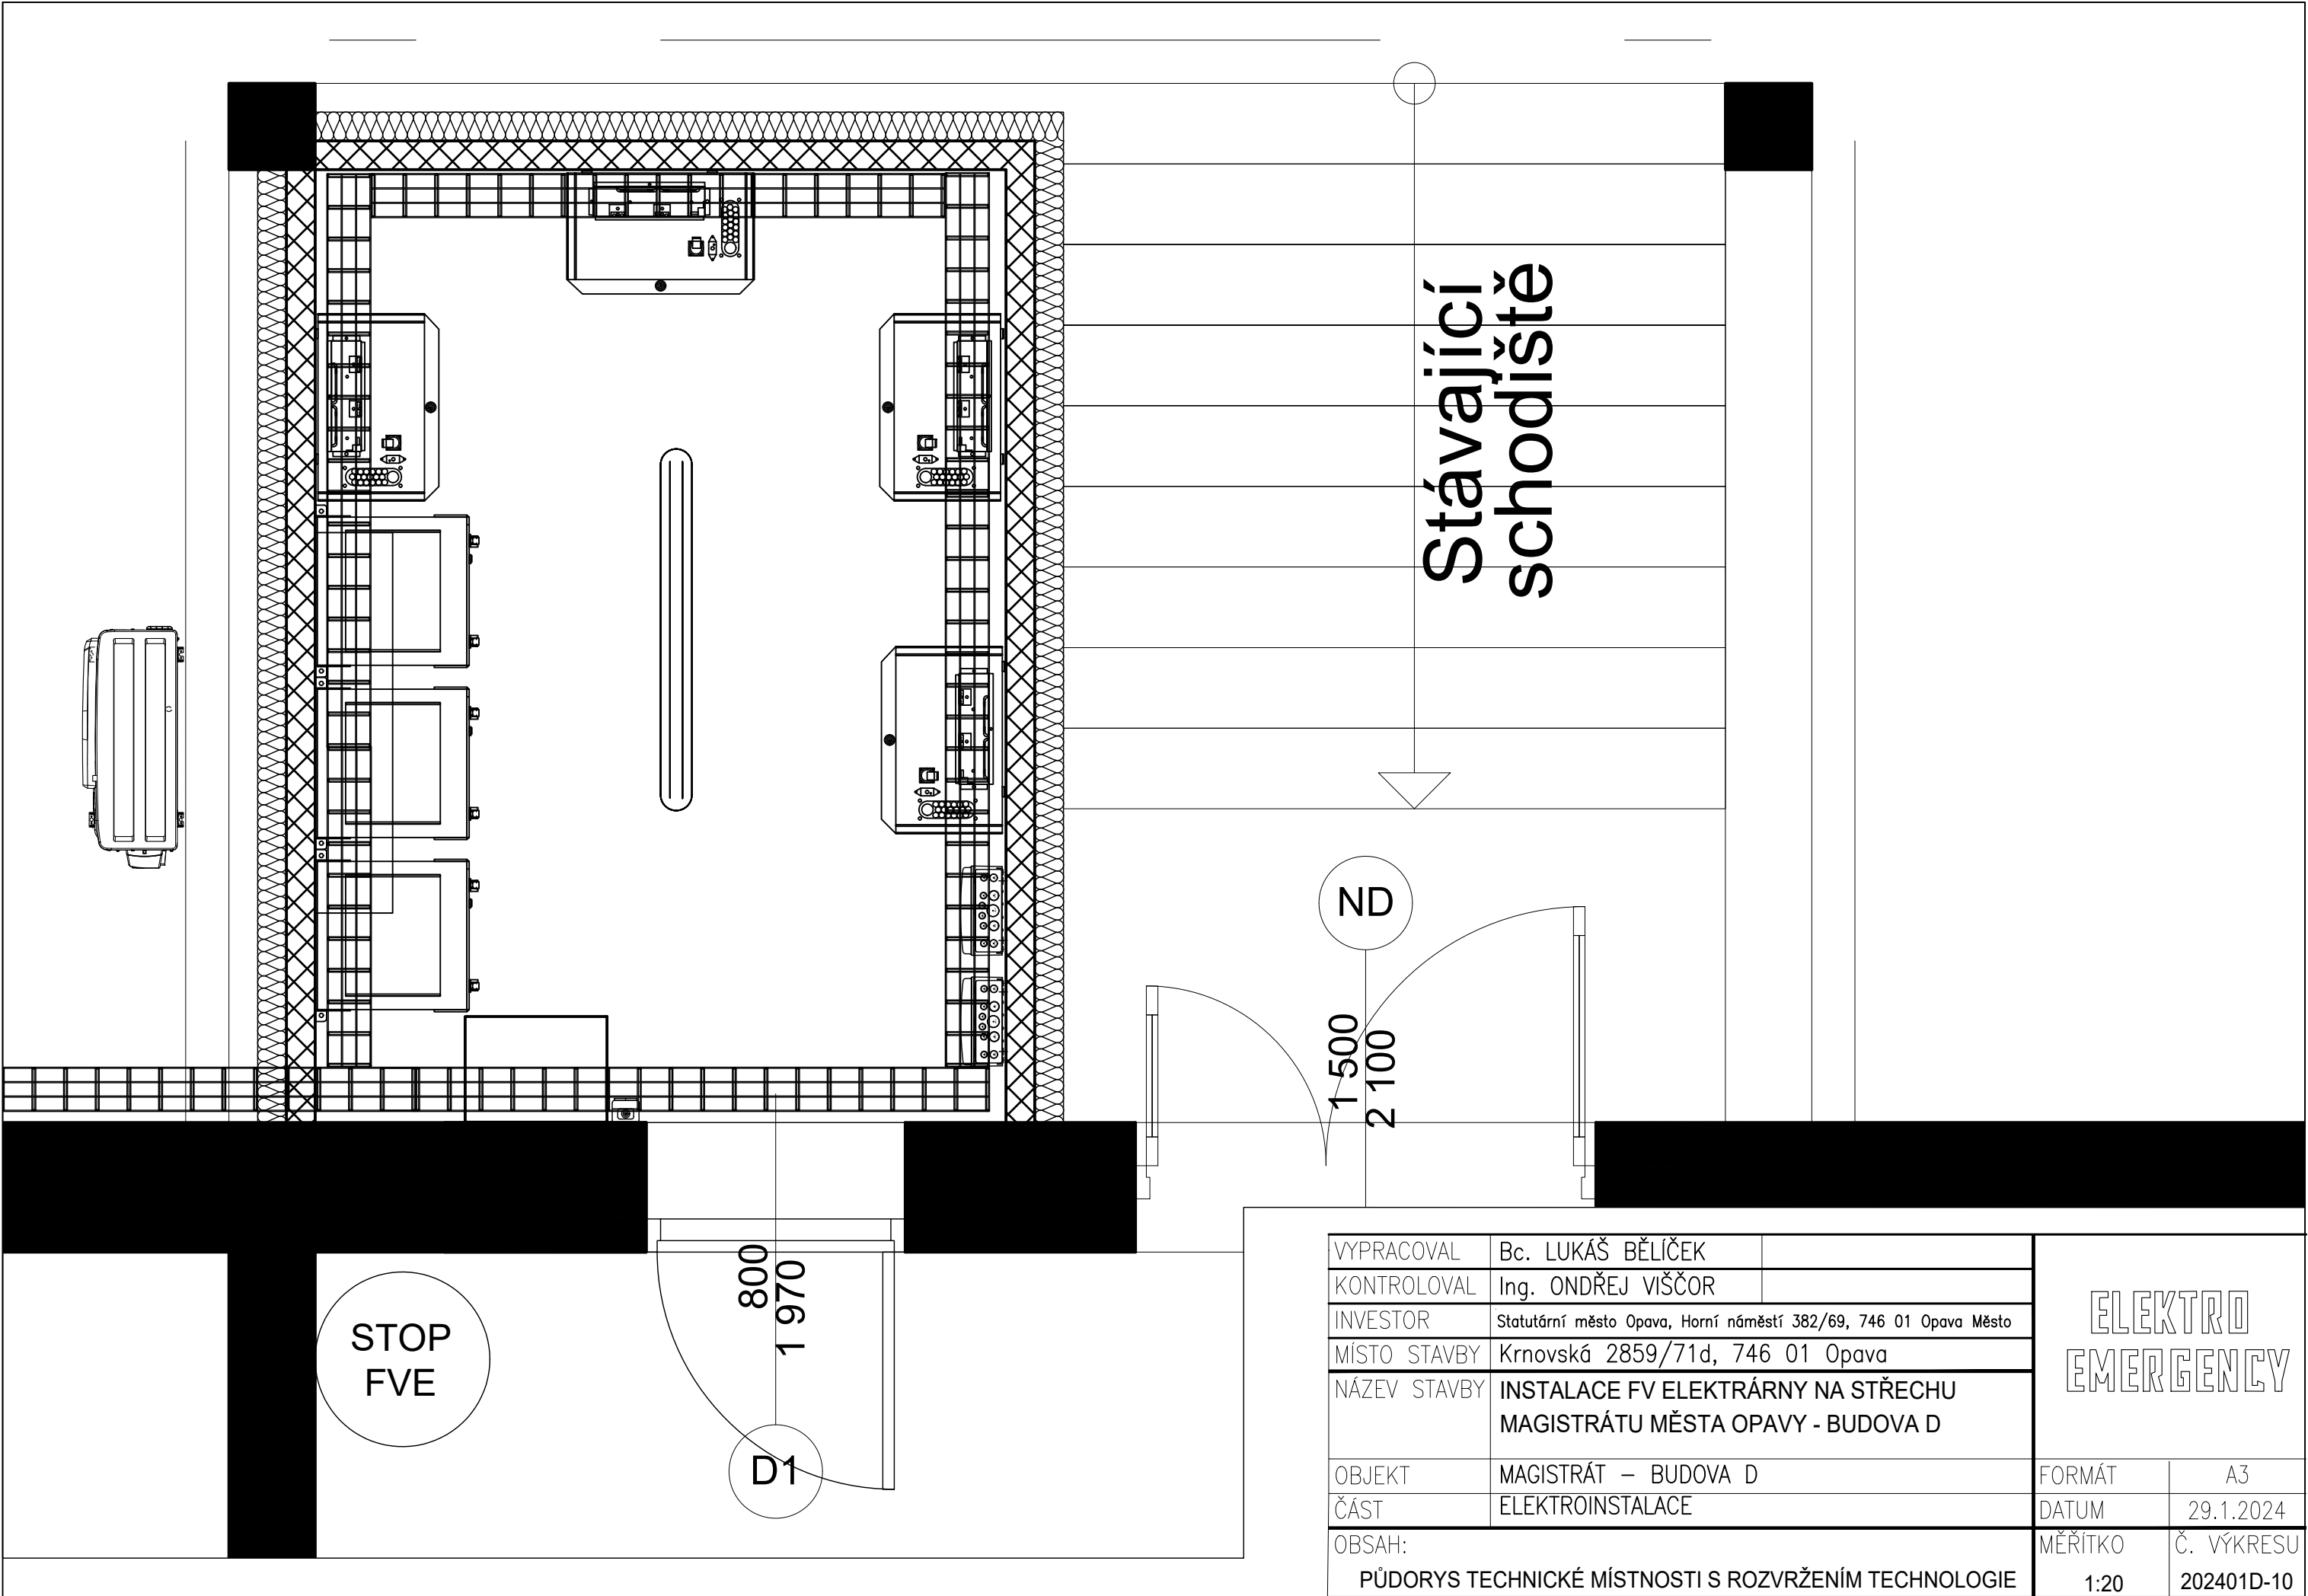 Stávající
schodiště
ND
1 500
2 100
800
1 970
D1
STOP
FVE
VYPRACOVAL Bc. LUKÁŠ BĚLÍČEK
KONTROLOVAL Ing. ONDŘEJ VIŠČOR
INVESTOR Statutární město Opava, Horní náměstí 382/69, 746 01 Opava Město
MÍSTO STAVBY Krnovská 2859/71d, 746 01 Opava
NÁZEV STAVBY INSTALACE FV ELEKTRÁRNY NA STŘECHU
MAGISTRÁTU MĚSTA OPAVY - BUDOVA D
OBJEKT MAGISTRÁT – BUDOVA D
ČÁST ELEKTROINSTALACE
OBSAH:
PŮDORYS TECHNICKÉ MÍSTNOSTI S ROZVRŽENÍM TECHNOLOGIE
ELEKTRO
EMERGENCY
FORMÁT A3
DATUM 29.1.2024
MĚŘÍTKO Č. VÝKRESU
1:20 202401D-10